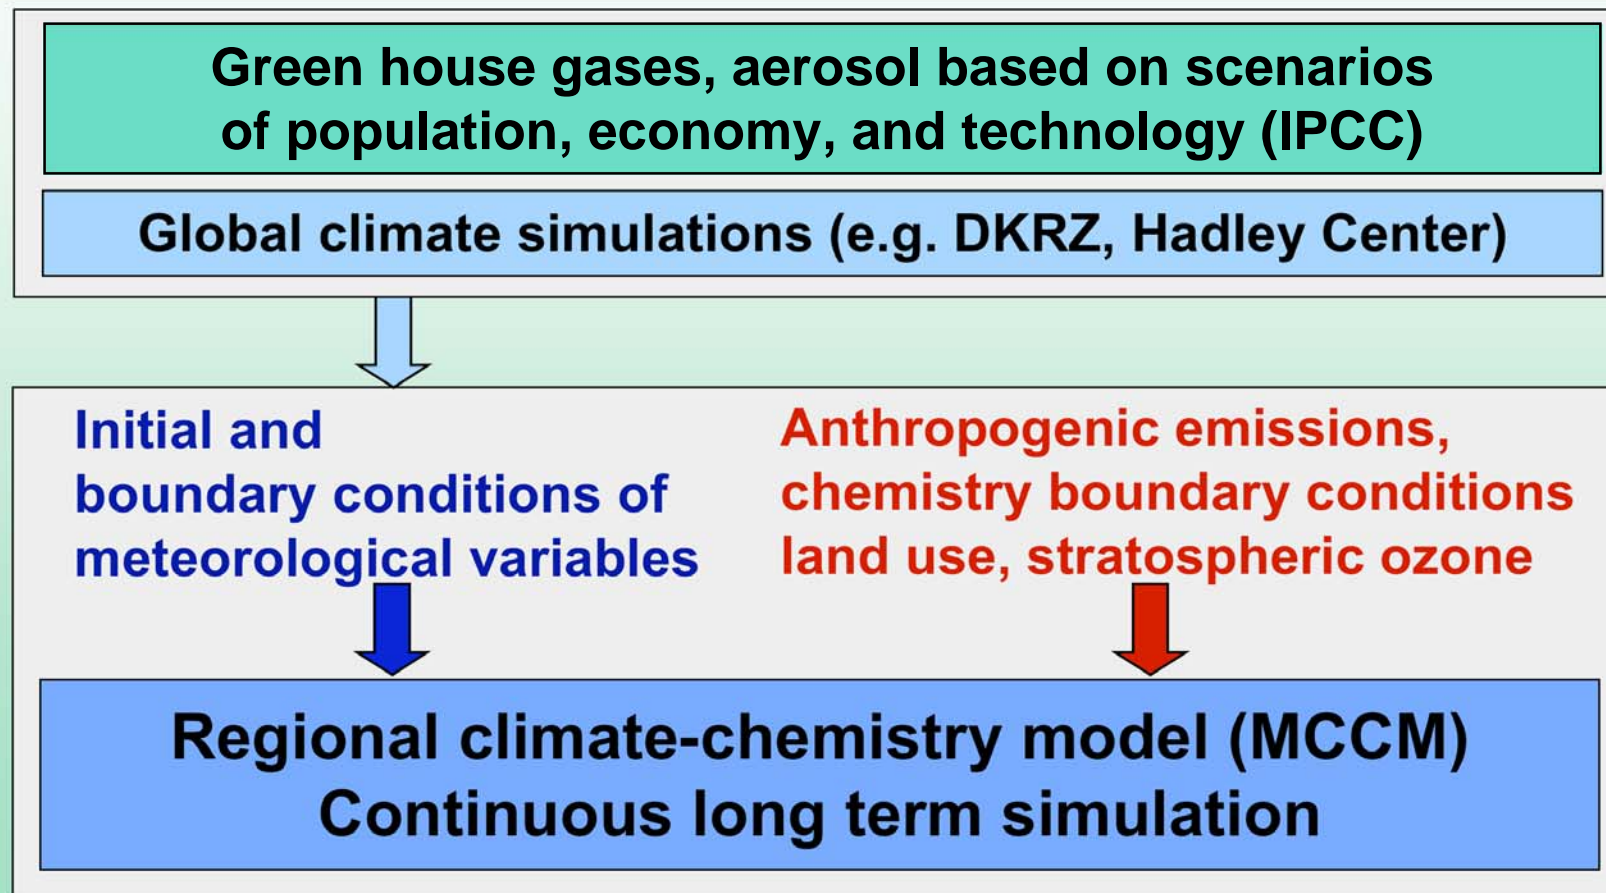 Green house gases, aerosol based on scenarios
of population, economy, and technology (IPCC)
Global climate simulations (e.g. DKRZ, Hadley Center)
Initial and
boundary conditions of
meteorological variables
Anthropogenic emissions,
chemistry boundary conditions
land use, stratospheric ozone
Regional climate-chemistry model (MCCM)
Continuous long term simulation